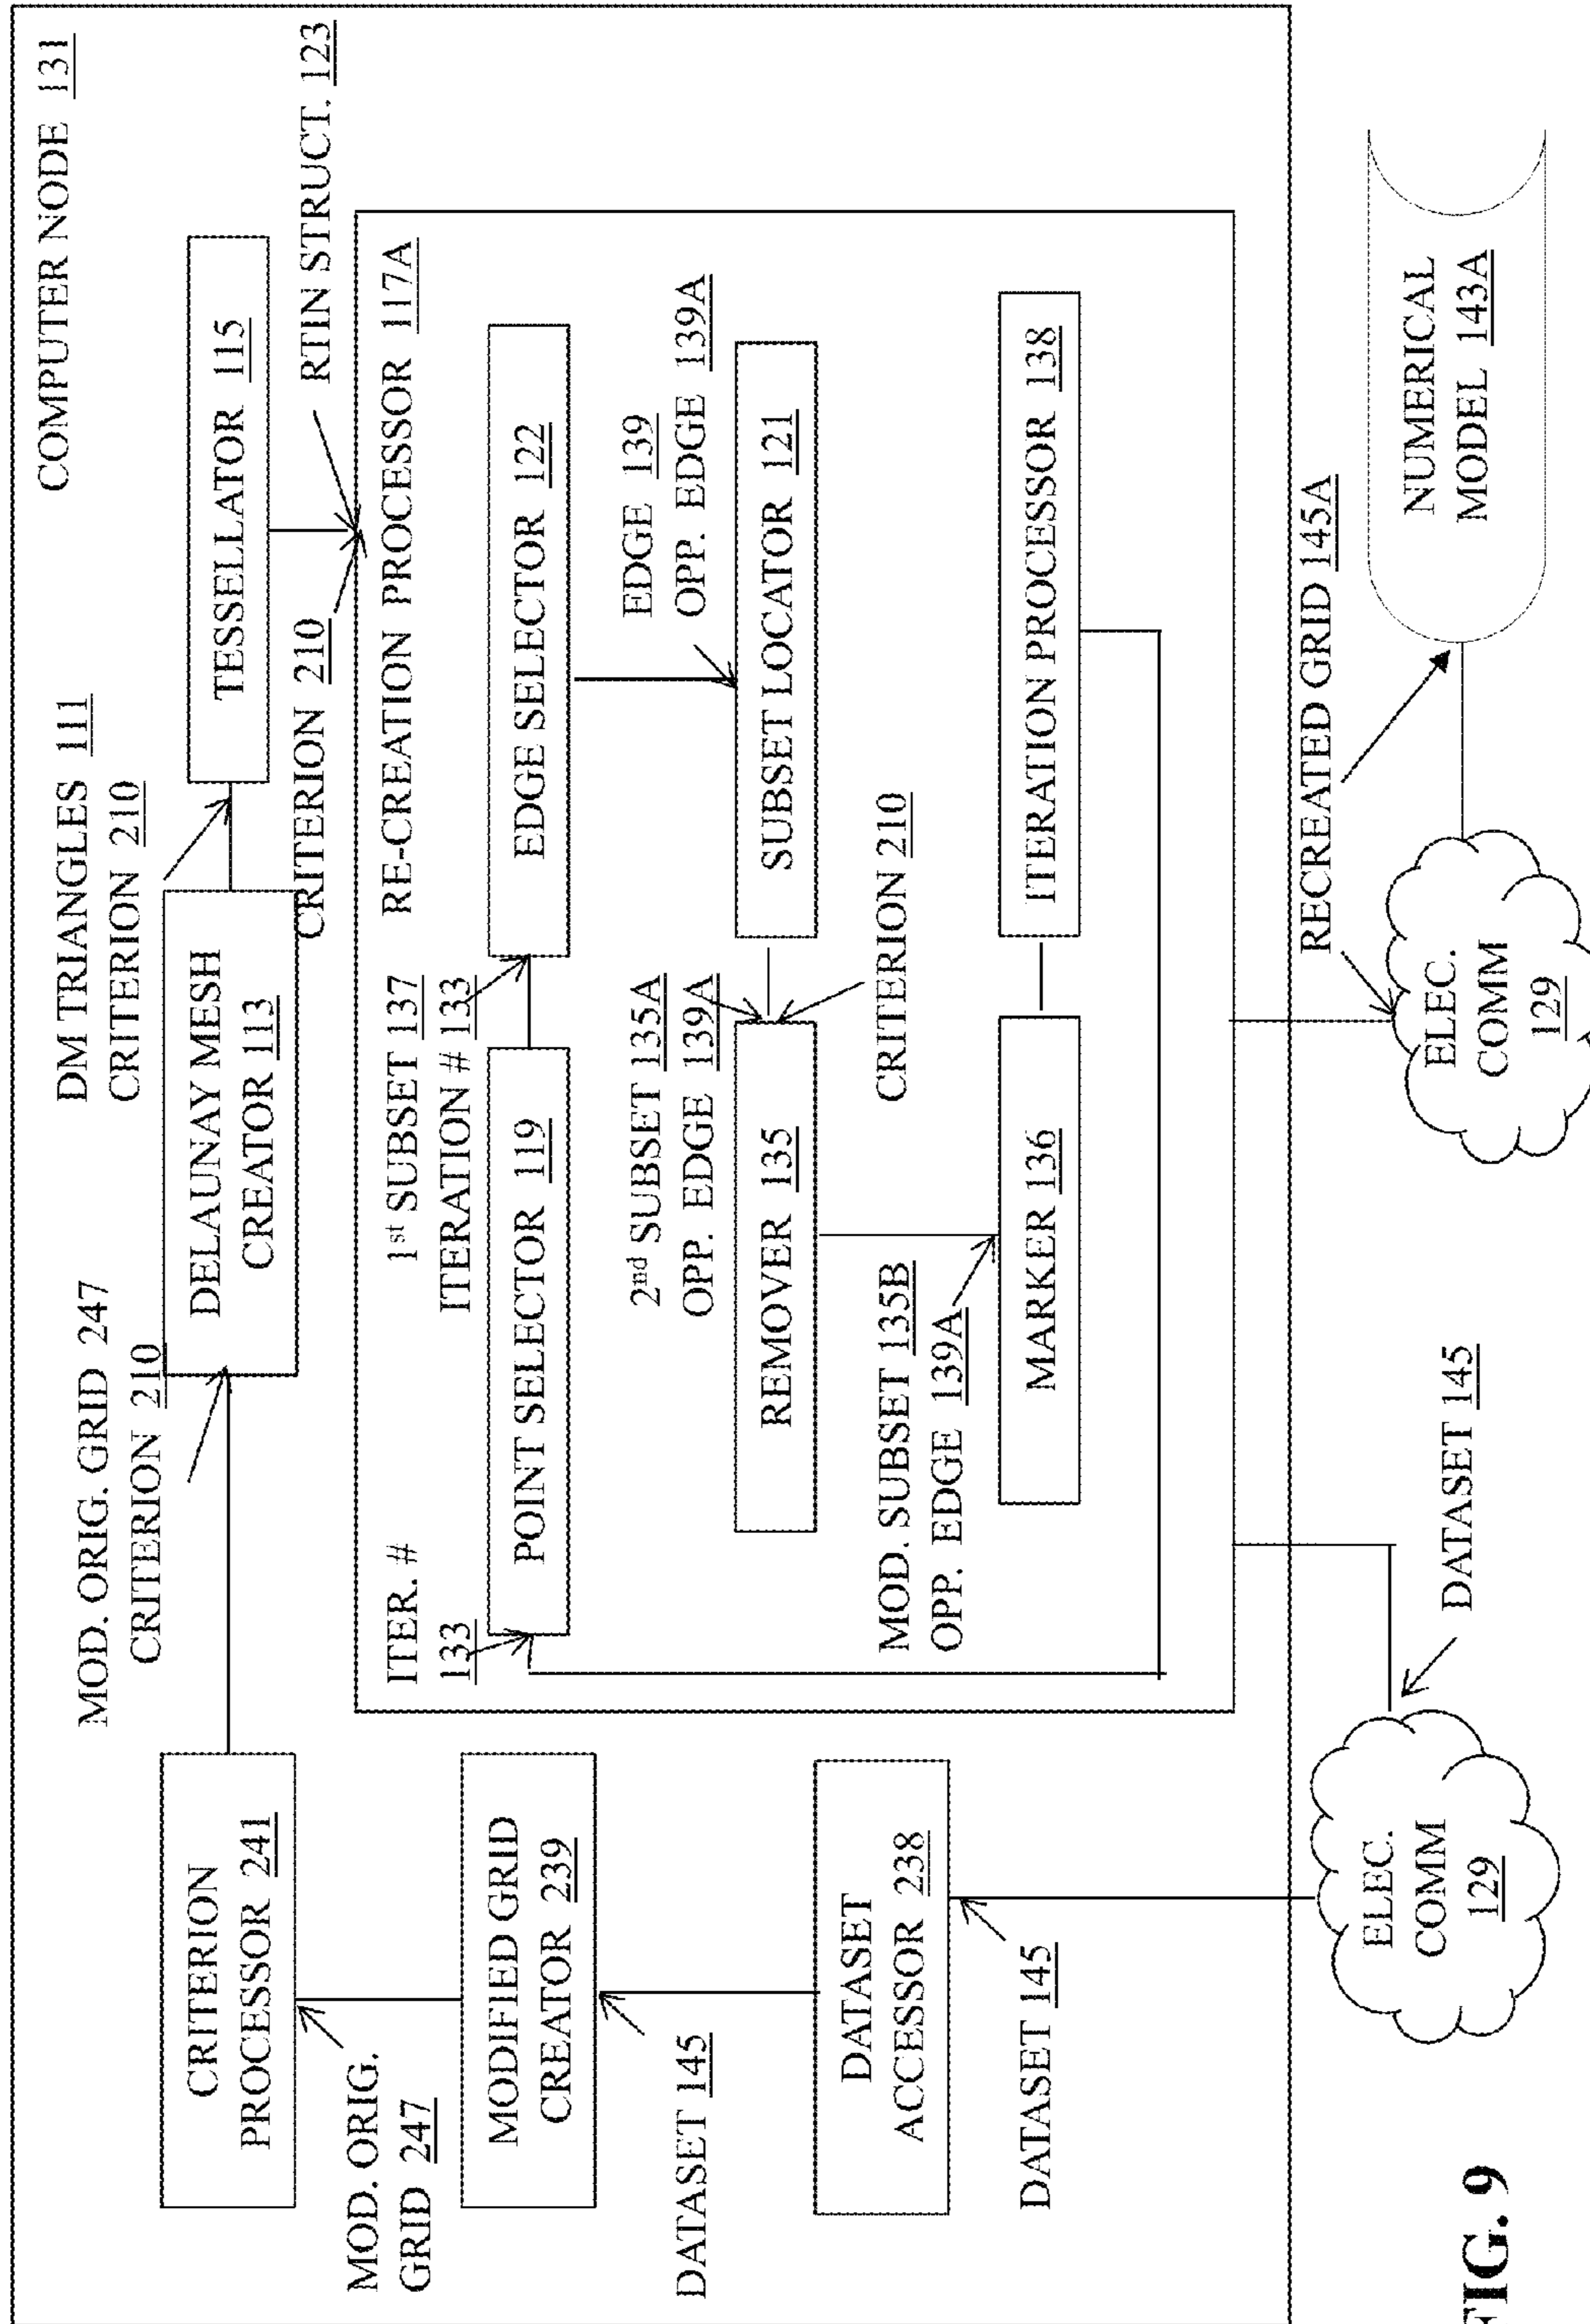 COMPUTER NODE 131
DM TRIANGLES 111
CRITERION 210
MOD. ORIG. GRID 247
CRITERION 210
CRITERION
PROCESSOR 241
DELAUNAY MESH
CREATOR 113
TESSELLATOR 115
CRITERION 210
RTIN STRUCT. 123
MOD. ORIG.
GRID 247
MODIFIED GRID
CREATOR 239
DATASET 145
DATASET
ACCESSOR 238
DATASET 145
RE-CREATION PROCESSOR 117A
ITER. #
133
1st SUBSET 137
ITERATION # 133
POINT SELECTOR 119
EDGE SELECTOR 122
EDGE 139
OPP. EDGE 139A
2nd SUBSET 135A
OPP. EDGE 139A
REMOVER 135
SUBSET LOCATOR 121
MOD. SUBSET 135B
OPP. EDGE 139A
CRITERION 210
MARKER 136
ITERATION PROCESSOR 138
ELEC.
COMM
129
DATASET 145
RECREATED GRID 145A
ELEC.
COMM
129
NUMERICAL
MODEL 143A
FIG. 9